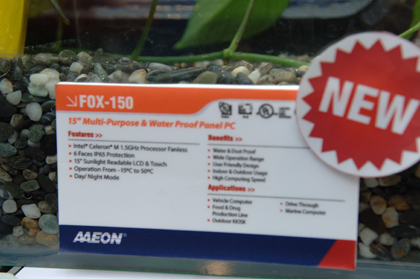 FOX-150
15" Multi-Purpose & Water Proof Panel PC
Features >>
• Intel® Celeron® M 1.5GHz Processor Fanless
• 6 Faces IP65 Protection
• 15" Sunlight Readable LCD & Touch
• Operation From -15°C to 50°C
• Day/ Night Mode
Benefits >>
• Water & Dust Proof
• Wide Operation Range
• User-Friendly Design
• Indoor & Outdoor Usage
• High Computing Speed
Applications >>
• Vehicle Computer
• Food & Drug
Production Line
• Outdoor KIOSK
• Drive Through
• Marine Computer
AAEON
NEW